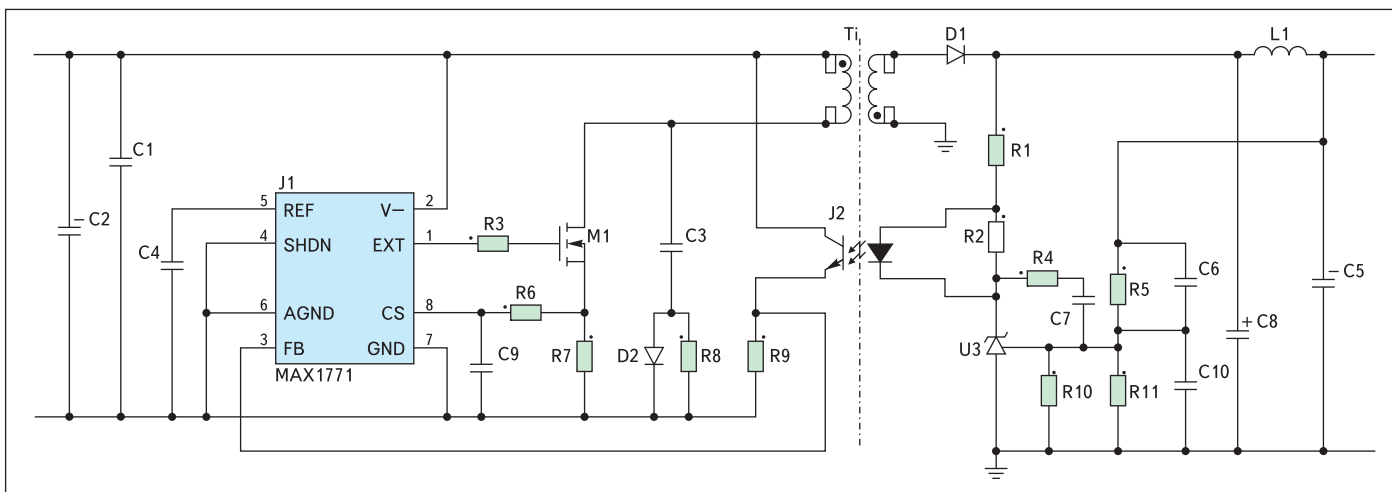 Ti
D1
L1
C1
J1
R1
5
REF
V–
2
C2
J2
4
SHDN
EXT
1
R3
M1
C3
R2
C4
R4
C6
C5
R6
R5
6
AGND
CS
8
C7
C8
3
FB
GND
7
C9
R7
D2
R8
R9
U3
MAX1771
C10
R10
R11